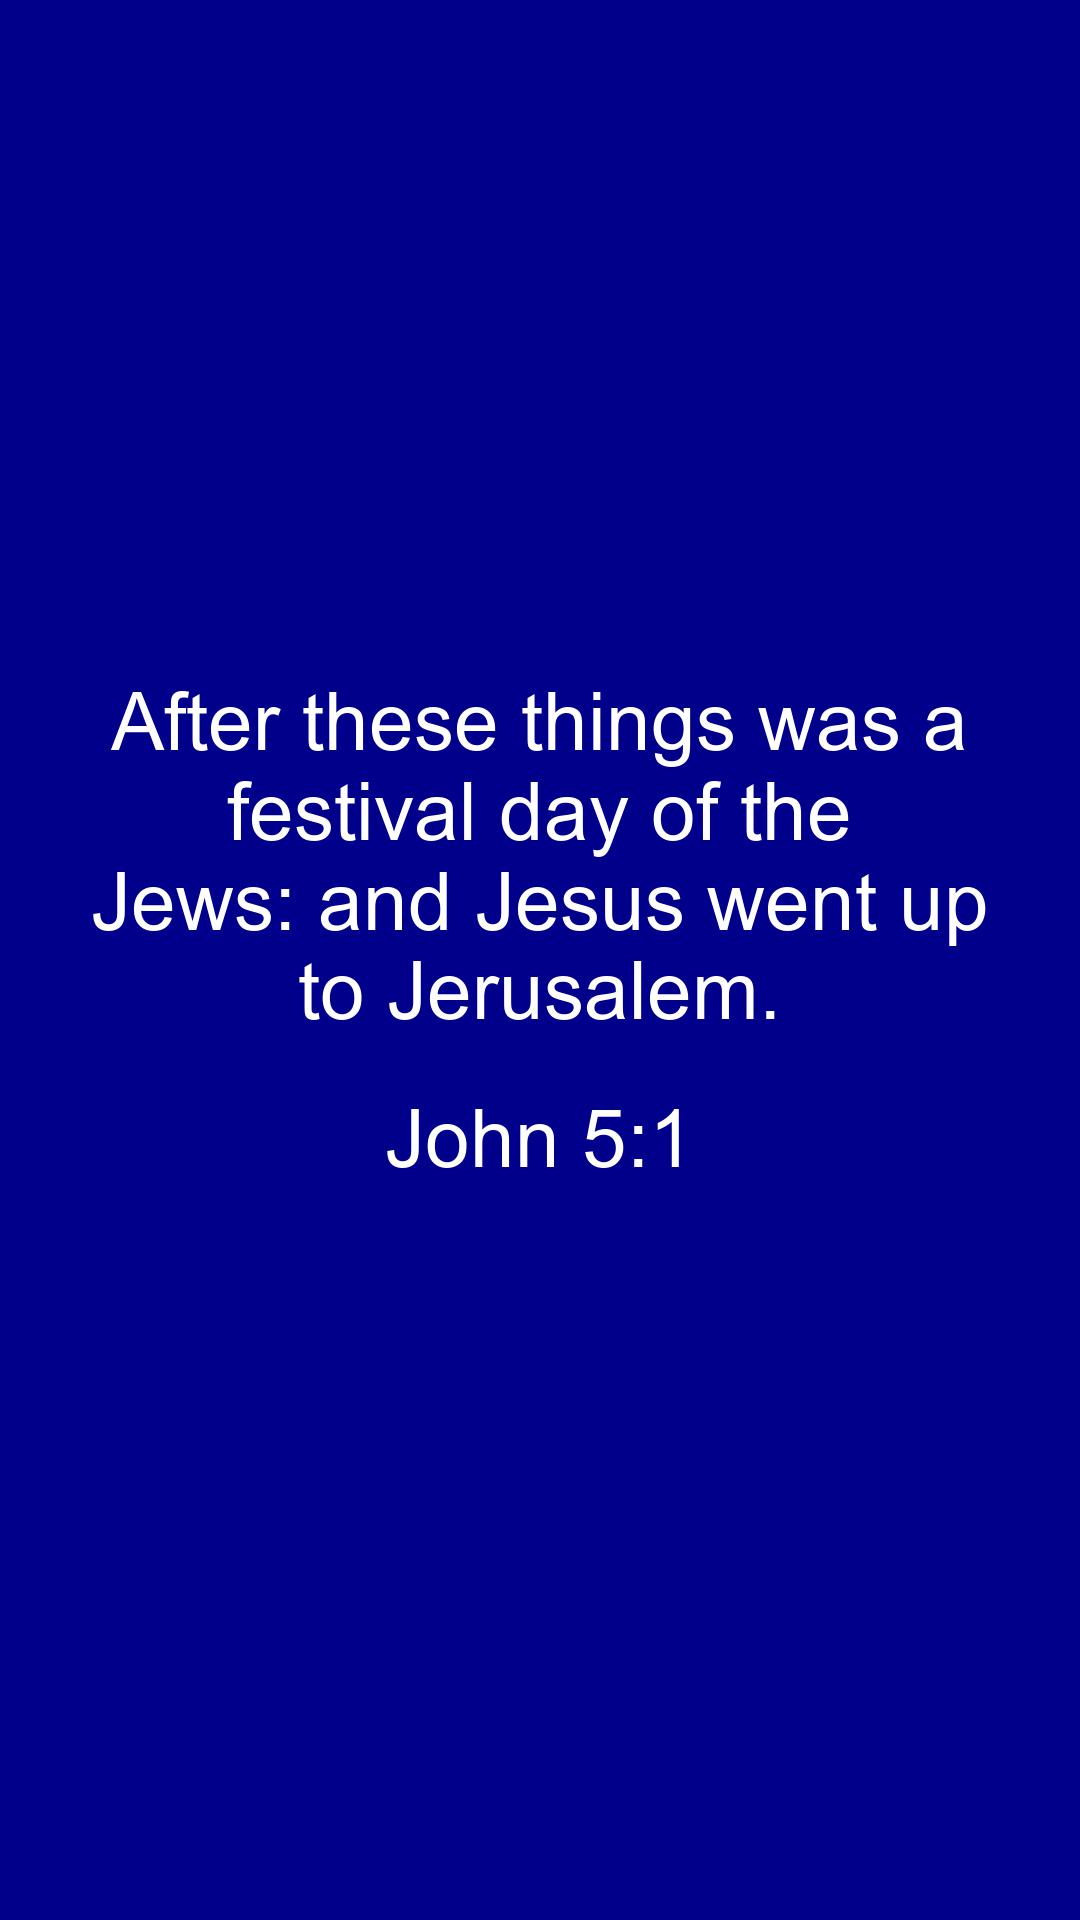 After these things was a
festival day of the
Jews: and Jesus went up
to Jerusalem.
John 5:1